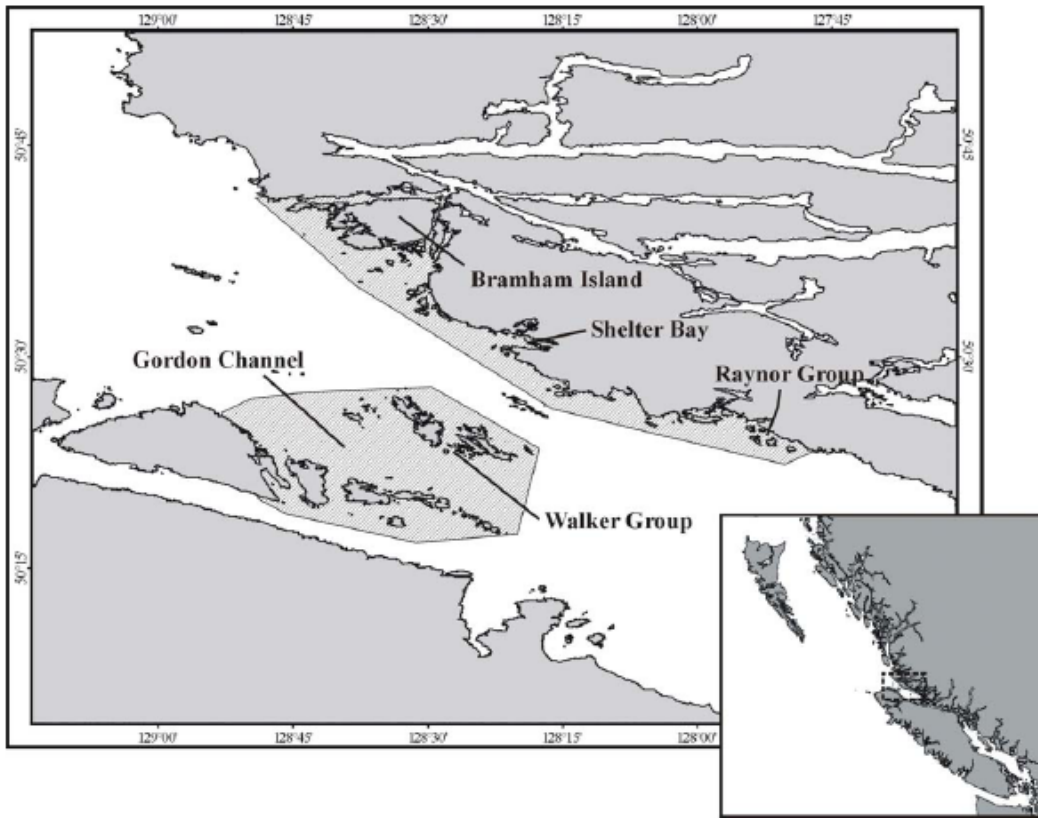 129°00' 128°45' 128°30' 128°15' 128°00' 127°45'
50°45' 50°45'
Bramham Island
Shelter Bay
50°30' 50°30'
Gordon Channel
Raynor Group
Walker Group
50°15'
129°00' 128°45' 128°30' 128°15' 128°00'